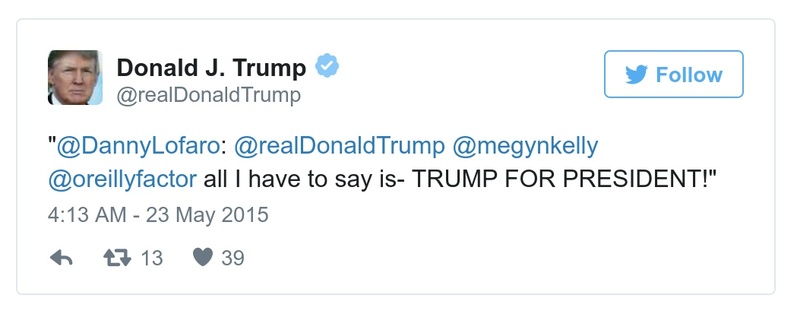 Donald J. Trump
@realDonaldTrump
Follow
"@DannyLofaro: @realDonaldTrump @megynkelly
@oreillyfactor all I have to say is- TRUMP FOR PRESIDENT!"
4:13 AM - 23 May 2015
13 39